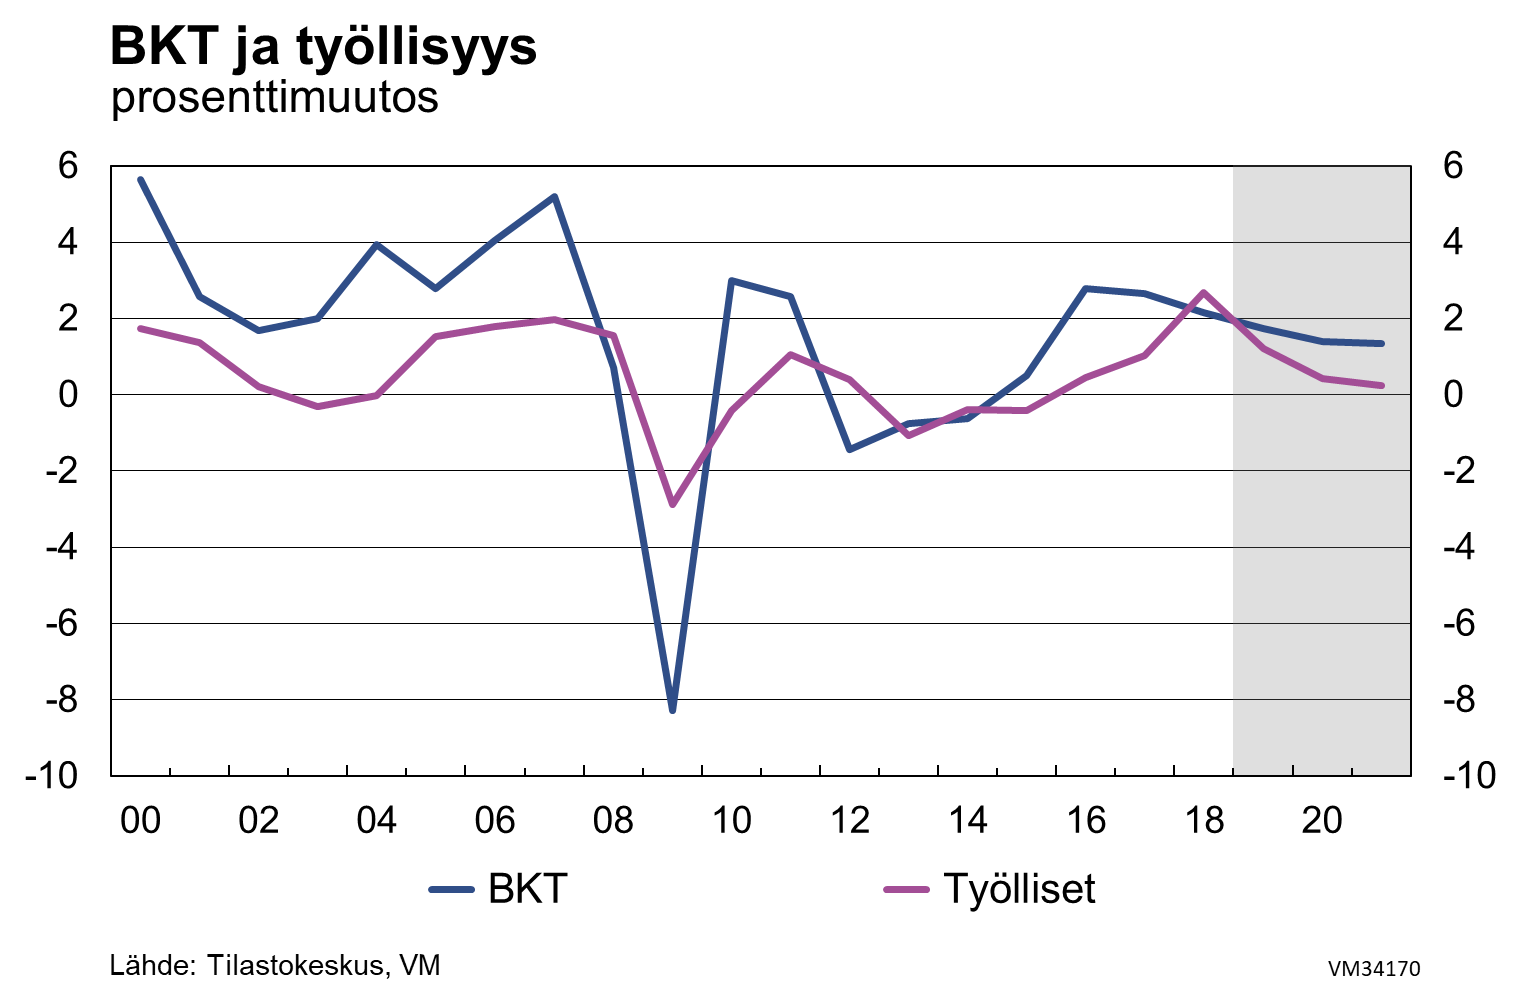 BKT ja työllisyys
prosenttimuutos
6 6
4 4
2 2
0 0
-2 -2
-4 -4
-6 -6
-8 -8
-10 -10
00 02 04 06 08 10 12 14 16 18 20
BKT Työlliset
Lähde: Tilastokeskus, VM VM34170